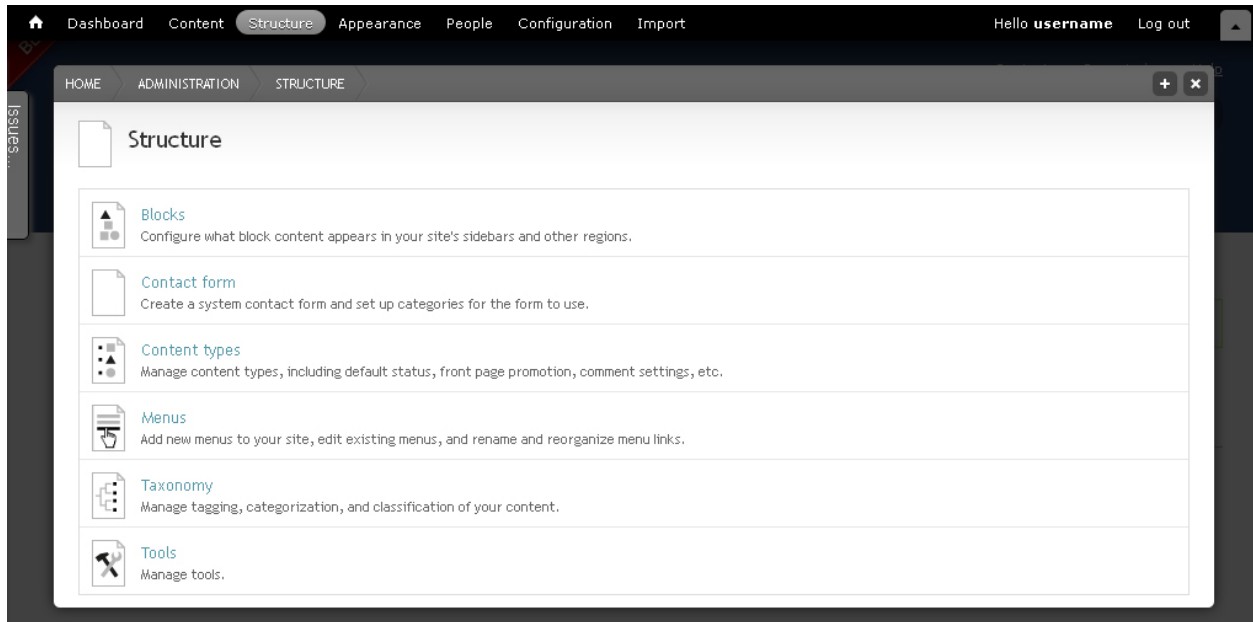 Dashboard Content Structure Appearance People Configuration Import Hello username Log out
HOME ADMINISTRATION STRUCTURE
Issues...
Structure
Blocks
Configure what block content appears in your site's sidebars and other regions.
Contact form
Create a system contact form and set up categories for the form to use.
Content types
Manage content types, including default status, front page promotion, comment settings, etc.
Menus
Add new menus to your site, edit existing menus, and rename and reorganize menu links.
Taxonomy
Manage tagging, categorization, and classification of your content.
Tools
Manage tools.